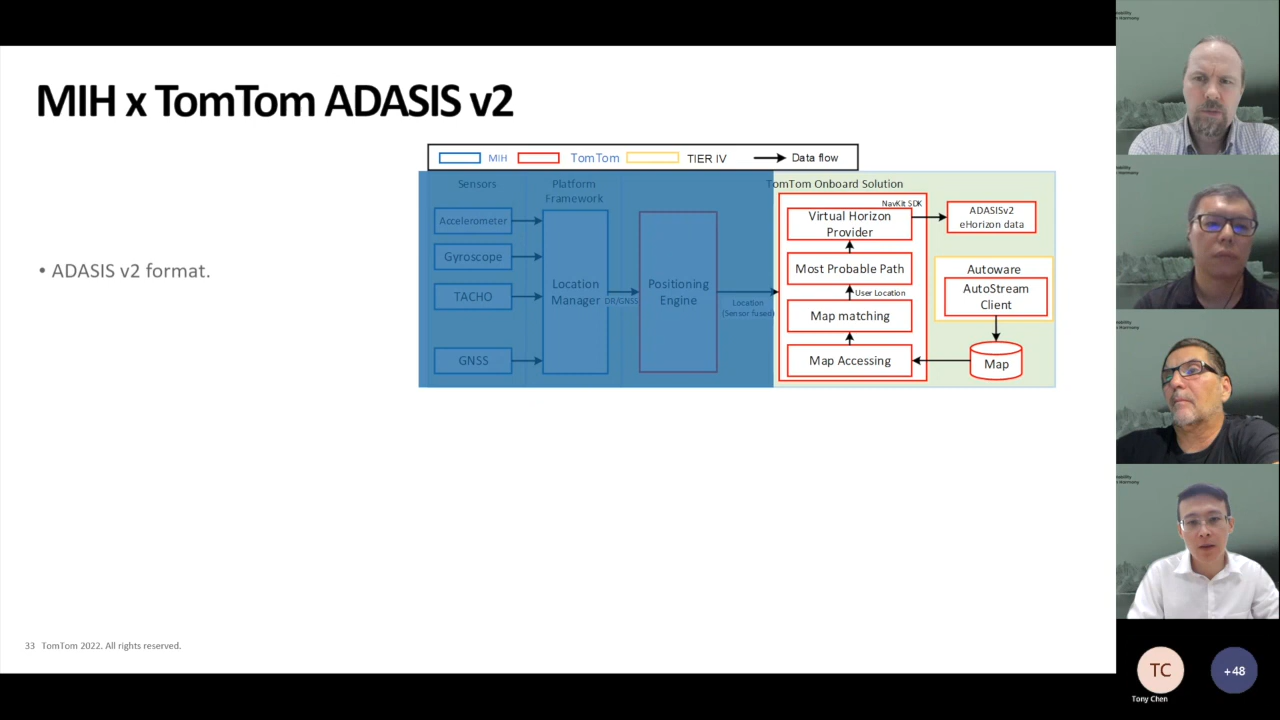 MIH x TomTom ADASIS v2
MIH
TomTom
TIER IV
Data flow
Sensors
Platform
Framework
TomTom Onboard Solution
Accelerometer
Gyroscope
TACHO
GNSS
Location
Manager
DR/GNSS
Positioning
Engine
Location
(Sensor fused)
NavKit SDK
Virtual Horizon
Provider
Most Probable Path
User Location
Map matching
Map Accessing
ADASISv2
eHorizon data
Autoware
AutoStream
Client
Map
• ADASIS v2 format.
33 TomTom 2022. All rights reserved.
TC
Tony Chen
+48